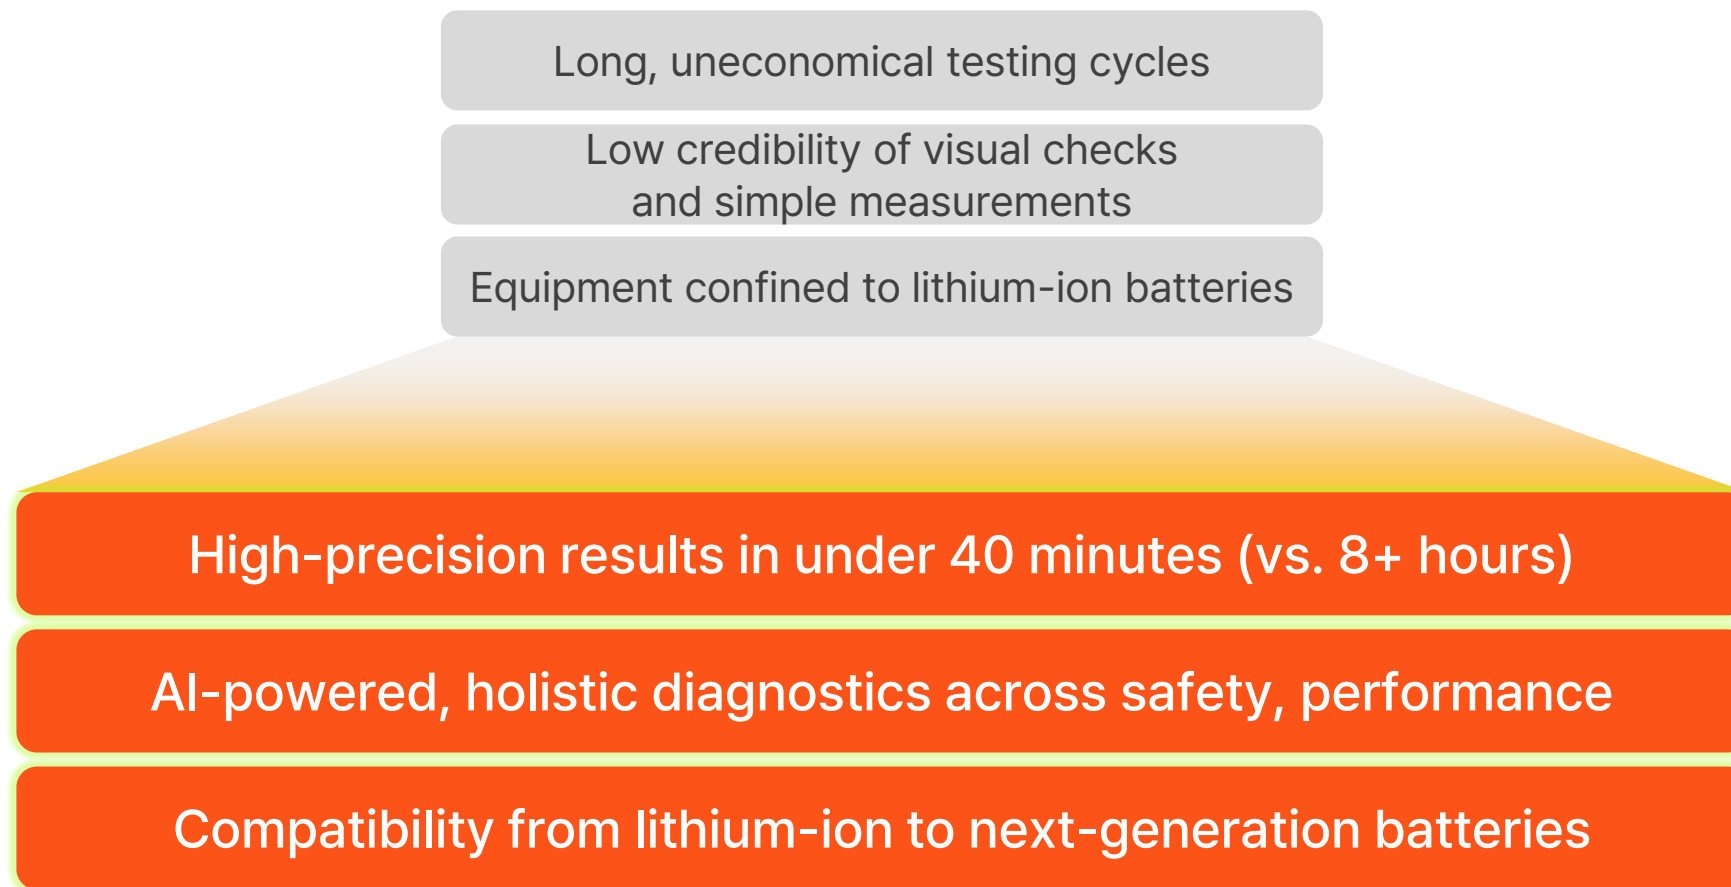 Long, uneconomical testing cycles
Low credibility of visual checks
and simple measurements
Equipment confined to lithium-ion batteries
High-precision results in under 40 minutes (vs. 8+ hours)
AI-powered, holistic diagnostics across safety, performance
Compatibility from lithium-ion to next-generation batteries